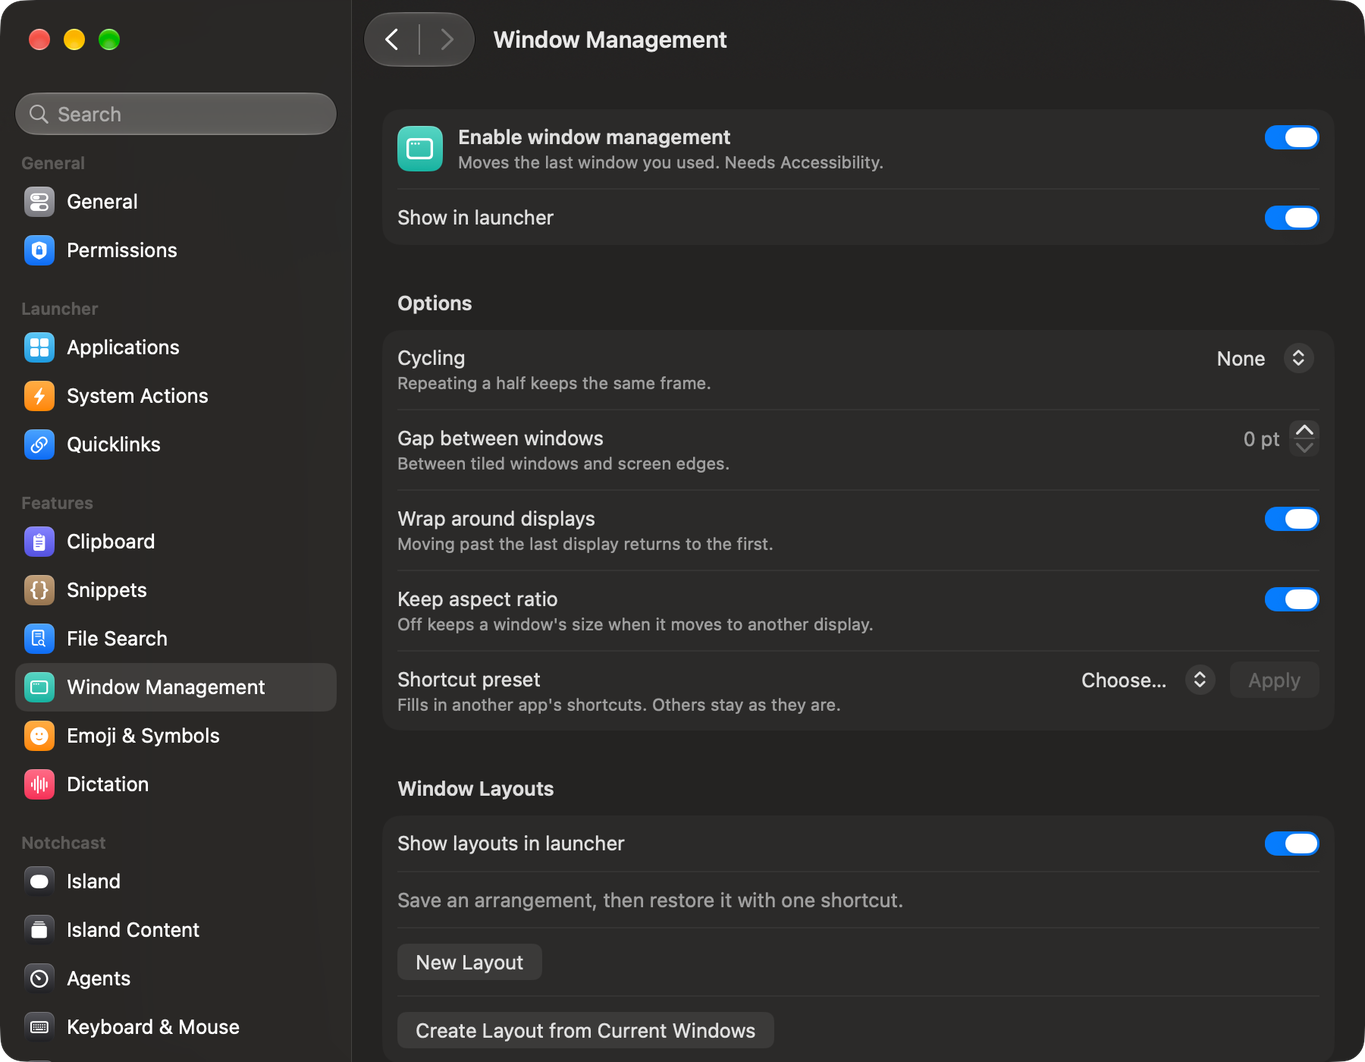 Window Management
Search
General
General
Permissions
Launcher
Applications
System Actions
Quicklinks
Features
Clipboard
Snippets
File Search
Window Management
Emoji & Symbols
Dictation
Notchcast
Island
Island Content
Agents
Keyboard & Mouse
Enable window management
Moves the last window you used. Needs Accessibility.
Show in launcher
Options
Cycling
None
Repeating a half keeps the same frame.
Gap between windows
0 pt
Between tiled windows and screen edges.
Wrap around displays
Moving past the last display returns to the first.
Keep aspect ratio
Off keeps a window's size when it moves to another display.
Shortcut preset
Choose...
Apply
Fills in another app's shortcuts. Others stay as they are.
Window Layouts
Show layouts in launcher
Save an arrangement, then restore it with one shortcut.
New Layout
Create Layout from Current Windows